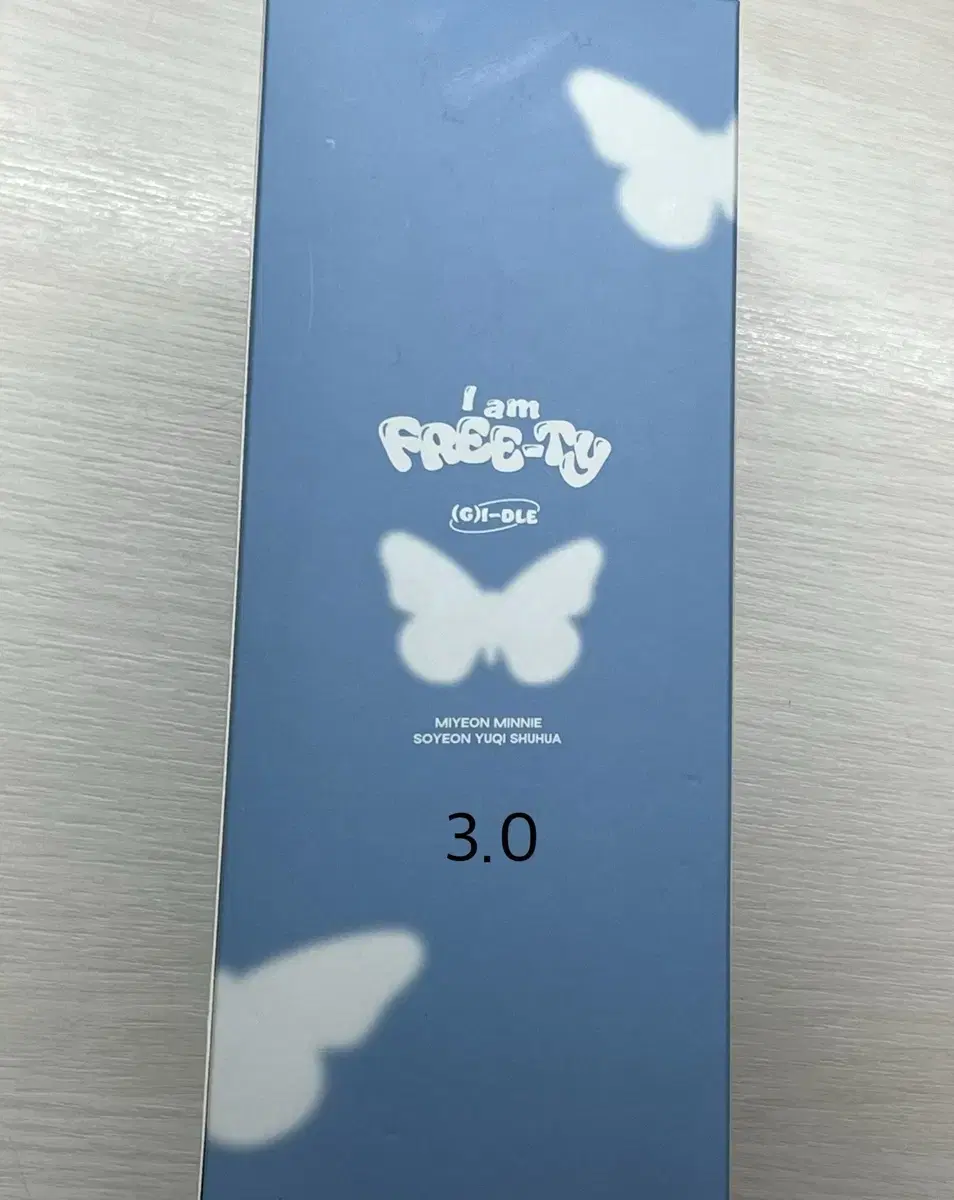 I am
FREE-TY
(G)I-DLE
MIYEON MINNIE
SOYEON YUQI SHUHUA
3.0